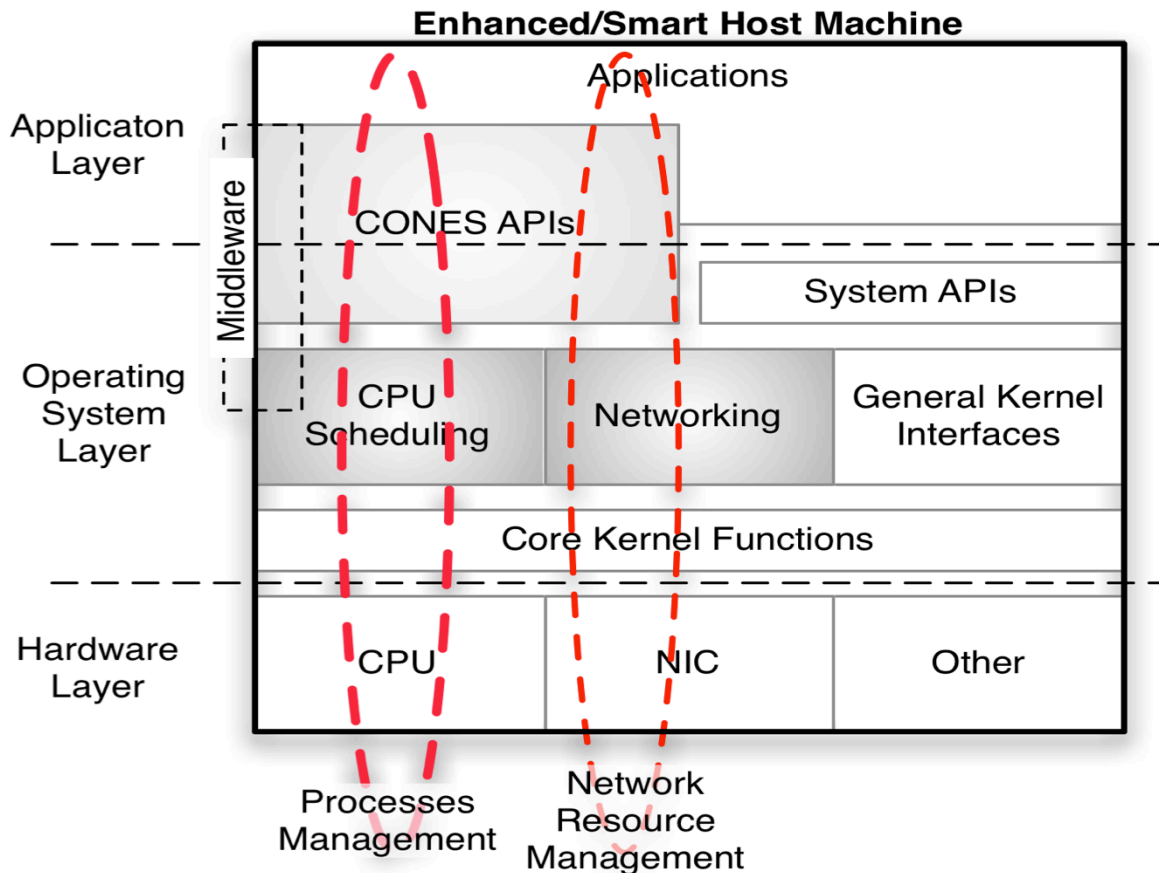 Enhanced/Smart Host Machine
Applications
Applicaton
Layer
Middleware
CONES APIs
System APIs
Operating
System
Layer
CPU
Scheduling
Networking
General Kernel
Interfaces
Core Kernel Functions
Hardware
Layer
CPU
NIC
Other
Processes
Management
Network
Resource
Management